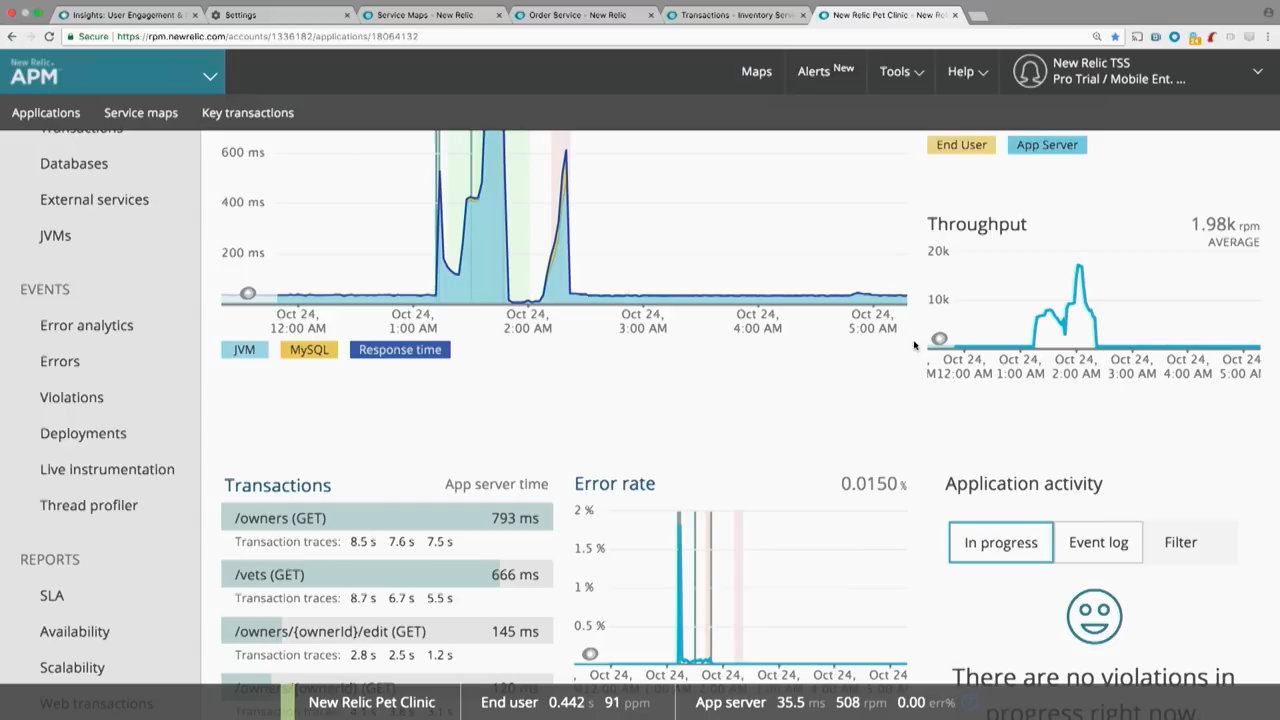 Insights: User Engagement &
Settings
Service Maps - New Relic
Order Service - New Relic
Transactions - Inventory Serv
New Relic Pet Clinic - New Rel
Secure | https://rpm.newrelic.com/accounts/1336182/applications/18064132
New Relic
APM
Maps
Alerts New
Tools
Help
New Relic TSS
Pro Trial / Mobile Ent. ...
Applications
Service maps
Key transactions
Transactions
Databases
External services
JVMs
EVENTS
Error analytics
Errors
Violations
Deployments
Live instrumentation
Thread profiler
REPORTS
SLA
Availability
Scalability
Web transactions
600 ms
400 ms
200 ms
Oct 24, Oct 24, Oct 24, Oct 24, Oct 24, Oct 24,
12:00 AM 1:00 AM 2:00 AM 3:00 AM 4:00 AM 5:00 AM
JVM MySQL Response time
End User App Server
Throughput
1.98k rpm
AVERAGE
20k
10k
, Oct 24, Oct 24, Oct 24, Oct 24, Oct 24, Oct 24,
M12:00 AM 1:00 AM 2:00 AM 3:00 AM 4:00 AM 5:00 AM
Transactions App server time
/owners (GET) 793 ms
Transaction traces: 8.5 s 7.6 s 7.5 s
/vets (GET) 666 ms
Transaction traces: 8.7 s 6.7 s 5.5 s
/owners/{ownerId}/edit (GET) 145 ms
Transaction traces: 2.8 s 2.5 s 1.2 s
/owners/{ownerId} (GET) 120 ms
Error rate 0.0150 %
2 %
1.5 %
1 %
0.5 %
, Oct 24, Oct 24, Oct 24, Oct 24, Oct 24, Oct 24
Application activity
In progress Event log Filter
There are no violations in
progress right now
New Relic Pet Clinic End user 0.442 s 91 ppm App server 35.5 ms 508 rpm 0.00 err%